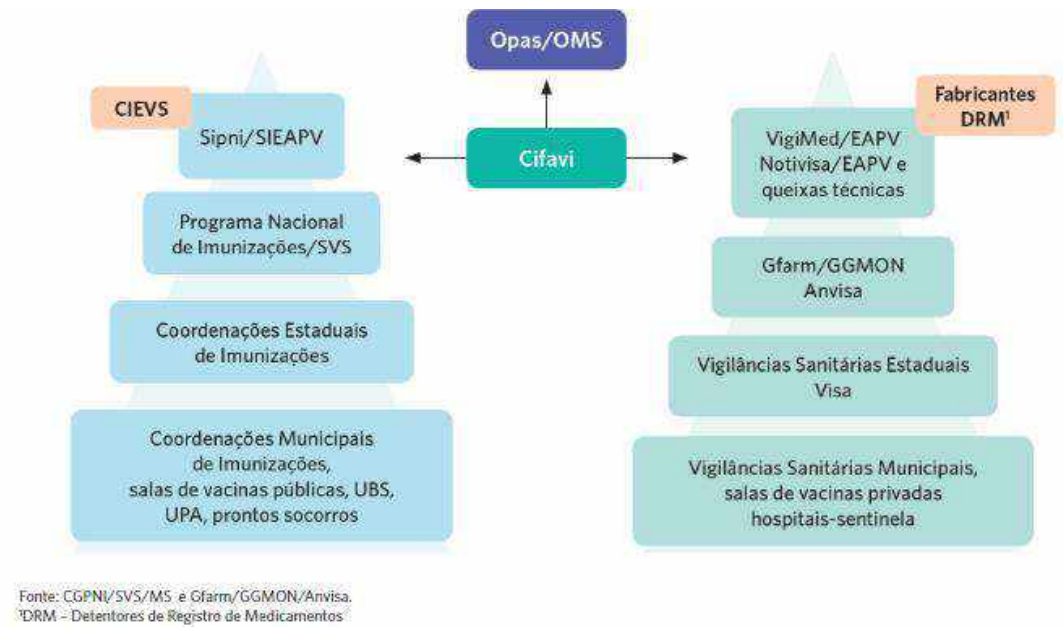 Opas/OMS
CIEVS
Sipni/SIEAPV
Cifavi
Fabricantes
DRM¹
VigiMed/EAPV
Notivisa/EAPV e
queixas técnicas
Programa Nacional
de Imunizações/SVS
Gfarm/GGMON
Anvisa
Coordenações Estaduais
de Imunizações
Vigilâncias Sanitárias Estaduais
Visa
Coordenações Municipais
de Imunizações,
salas de vacinas públicas, UBS,
UPA, prontos socorros
Vigilâncias Sanitárias Municipais,
salas de vacinas privadas
hospitais-sentinela
Fonte: CGPNI/SVS/MS e Gfarm/GGMON/Anvisa.
¹DRM – Detentores de Registro de Medicamentos